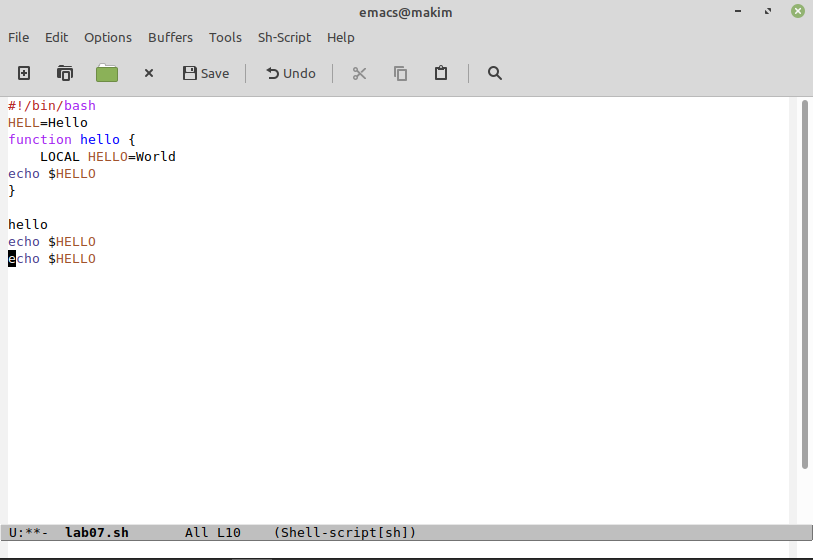 emacs@makim
File Edit Options Buffers Tools Sh-Script Help
Save Undo
#!/bin/bash
HELL=Hello
function hello {
    LOCAL HELLO=World
echo $HELLO
}
hello
echo $HELLO
echo $HELLO
U:**-  lab07.sh       All L10    (Shell-script[sh])